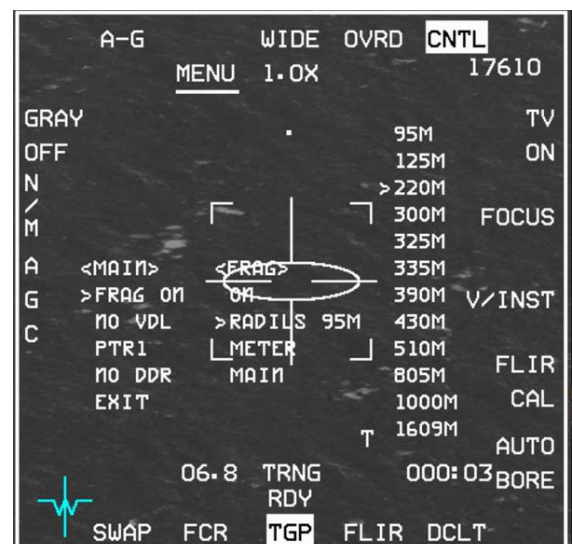 A-G WIDE OVRD CNTL
MENU 1.0X 17610
GRAY TV
OFF ON
95M
125M
>220M
300M
325M
335M
390M
430M
510M
805M
1000M
1609M
N/M
A
G
C
FOCUS
V/INST
FLIR
CAL
AUTO
BORE
<MAIN> <FRAG>
>FRAG ON ON
NO VDL >RADIUS 95M
PTR1 METER
NO DDR MAIN
EXIT
T
06.8 TRNG 000:03
RDY
W
SWAP FCR TGP FLIR DCLT